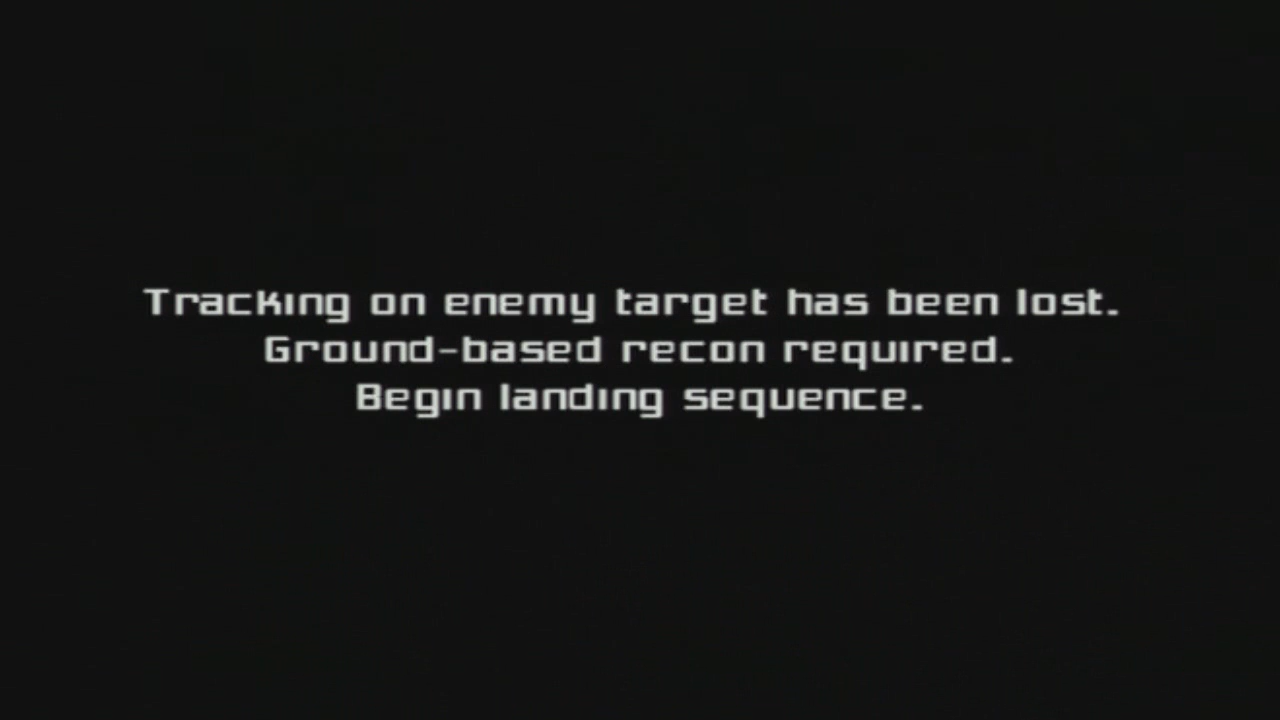 Tracking on enemy target has been lost.
Ground-based recon required.
Begin landing sequence.